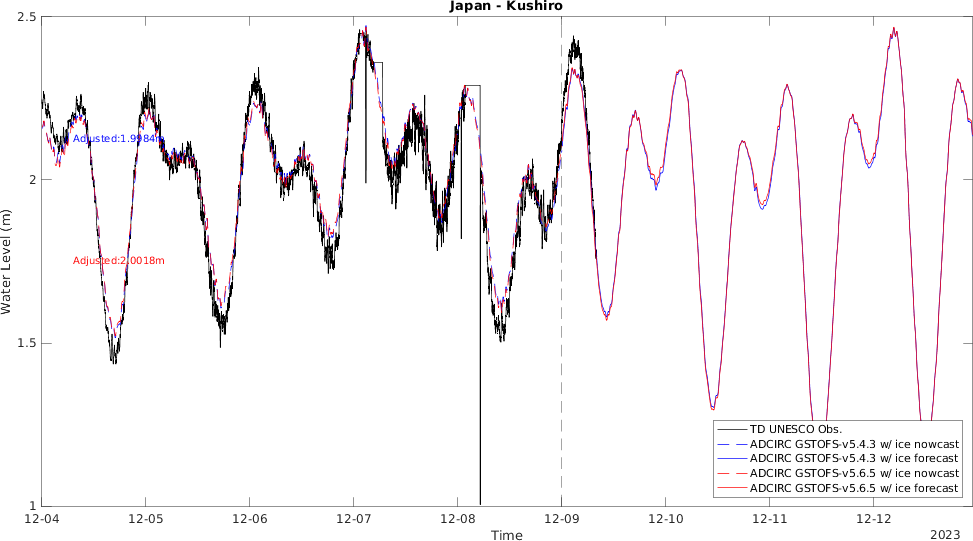 Japan - Kushiro
Water Level (m)
2.5
2
1.5
1
Adjusted:1.9984m
Adjusted:2.0018m
TD UNESCO Obs.
ADCIRC GSTOFS-v5.4.3 w/ ice nowcast
ADCIRC GSTOFS-v5.4.3 w/ ice forecast
ADCIRC GSTOFS-v5.6.5 w/ ice nowcast
ADCIRC GSTOFS-v5.6.5 w/ ice forecast
12-04 12-05 12-06 12-07 12-08 12-09 12-10 12-11 12-12
Time
2023